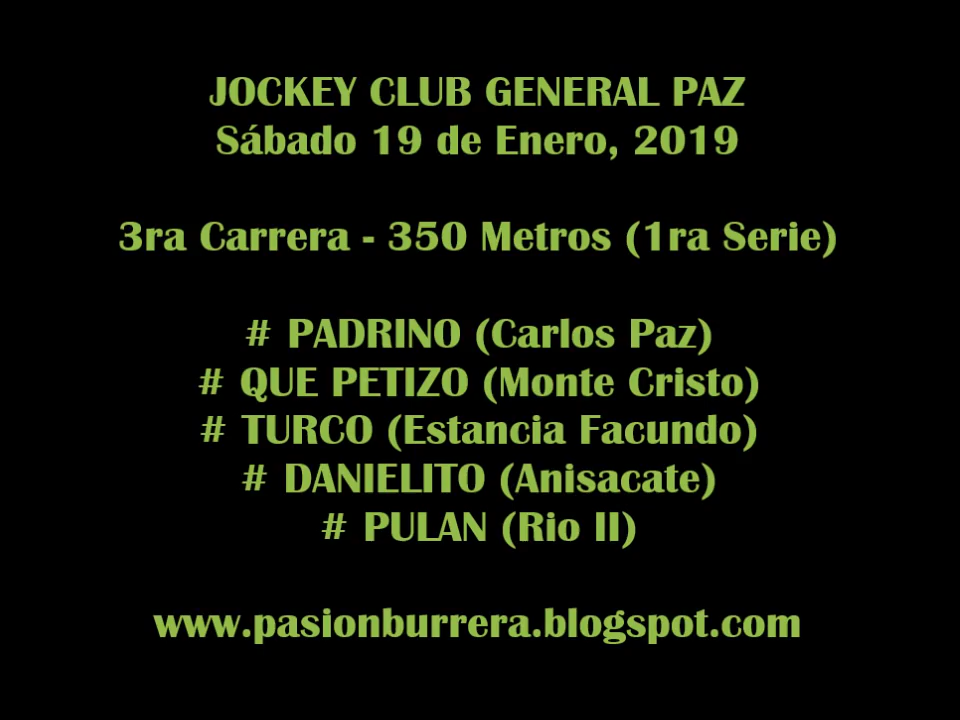 JOCKEY CLUB GENERAL PAZ
Sábado 19 de Enero, 2019
3ra Carrera - 350 Metros (1ra Serie)
# PADRINO (Carlos Paz)
# QUE PETIZO (Monte Cristo)
# TURCO (Estancia Facundo)
# DANIELITO (Anisacate)
# PULAN (Rio II)
www.pasionburrera.blogspot.com